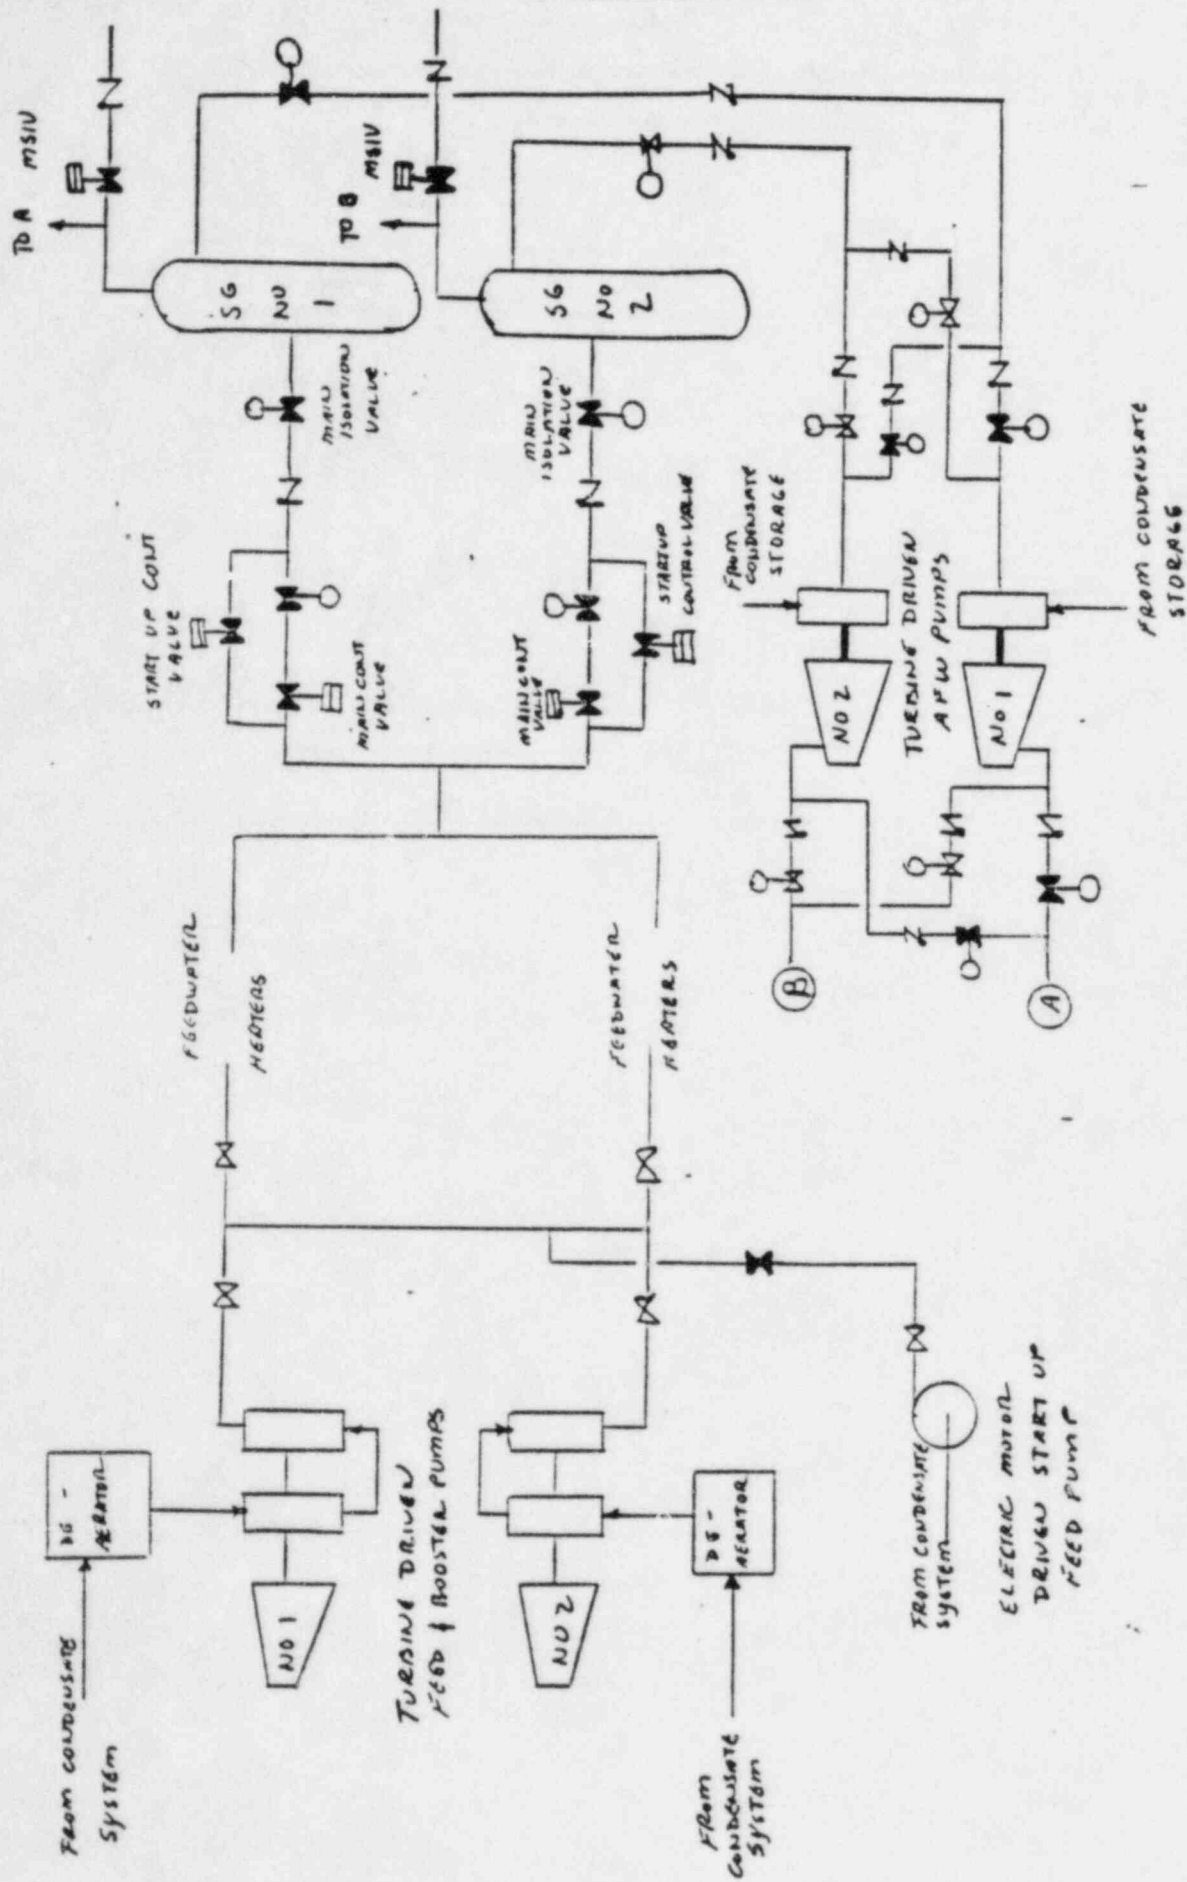 FROM CONDENSATE
SYSTEM
DE -
AERATOR
NO 1
TURBINE DRIVEN
FEED & BOOSTER PUMPS
NO 2
DE -
AERATOR
FROM
CONDENSATE
SYSTEM
FROM CONDENSATE
SYSTEM
ELECTRIC MOTOR
DRIVEN START UP
FEED PUMP
FEEDWATER
HEATERS
FEEDWATER
HEATERS
START UP CONT
VALVE
MAIN CONT
VALVE
MAIN
ISOLATION
VALVE
SG
NO
1
TO A
MSIV
MAIN CONT
VALVE
STARTUP
CONTROL VALVE
MAIN
ISOLATION
VALVE
SG
NO
2
TO B
MSIV
FROM
CONDENSATE
STORAGE
NO 2
TURBINE DRIVEN
AFW PUMPS
NO 1
FROM CONDENSATE
STORAGE
B
A